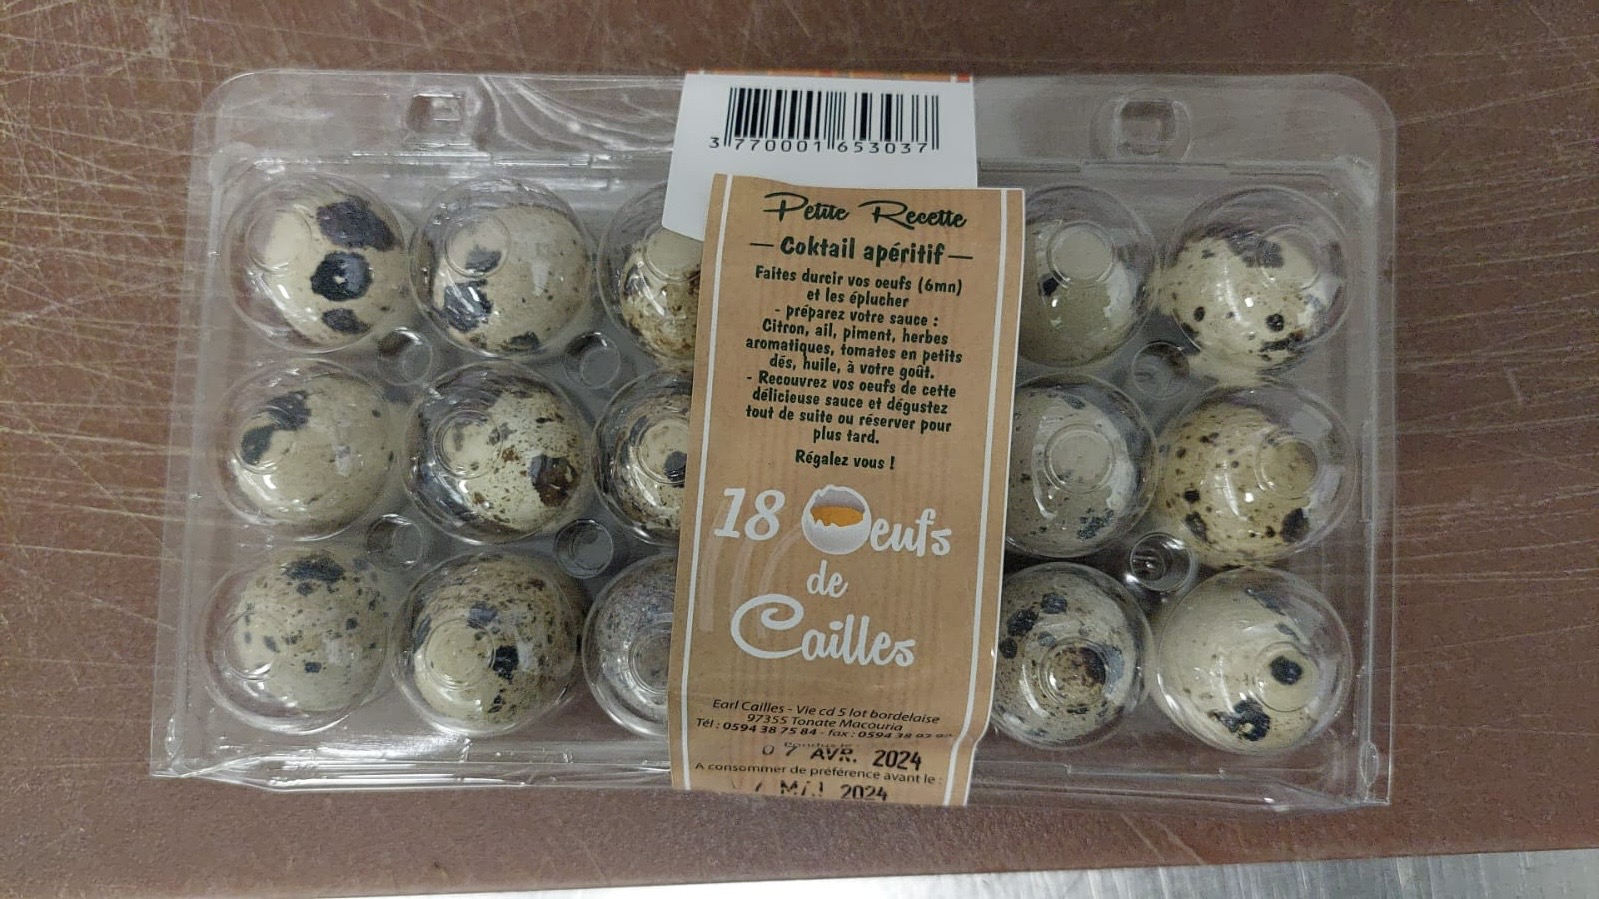 3 770001 653037
Petite Recette
— Coktail apéritif —
Faites durcir vos oeufs (6mn)
et les éplucher
- préparez votre sauce :
Citron, ail, piment, herbes
aromatiques, tomates en petits
dés, huile, à votre goût.
- Recouvrez vos oeufs de cette
délicieuse sauce et dégustez
tout de suite ou réserver pour
plus tard.
Régalez vous !
18 Oeufs
de
Cailles
Earl Cailles - Vie cd 5 lot bordelaise
97355 Tonate Macouria
Tél : 0594 38 75 84 - fax : 0594 38
07 AVR. 2024
A consommer de préférence avant le :
2024